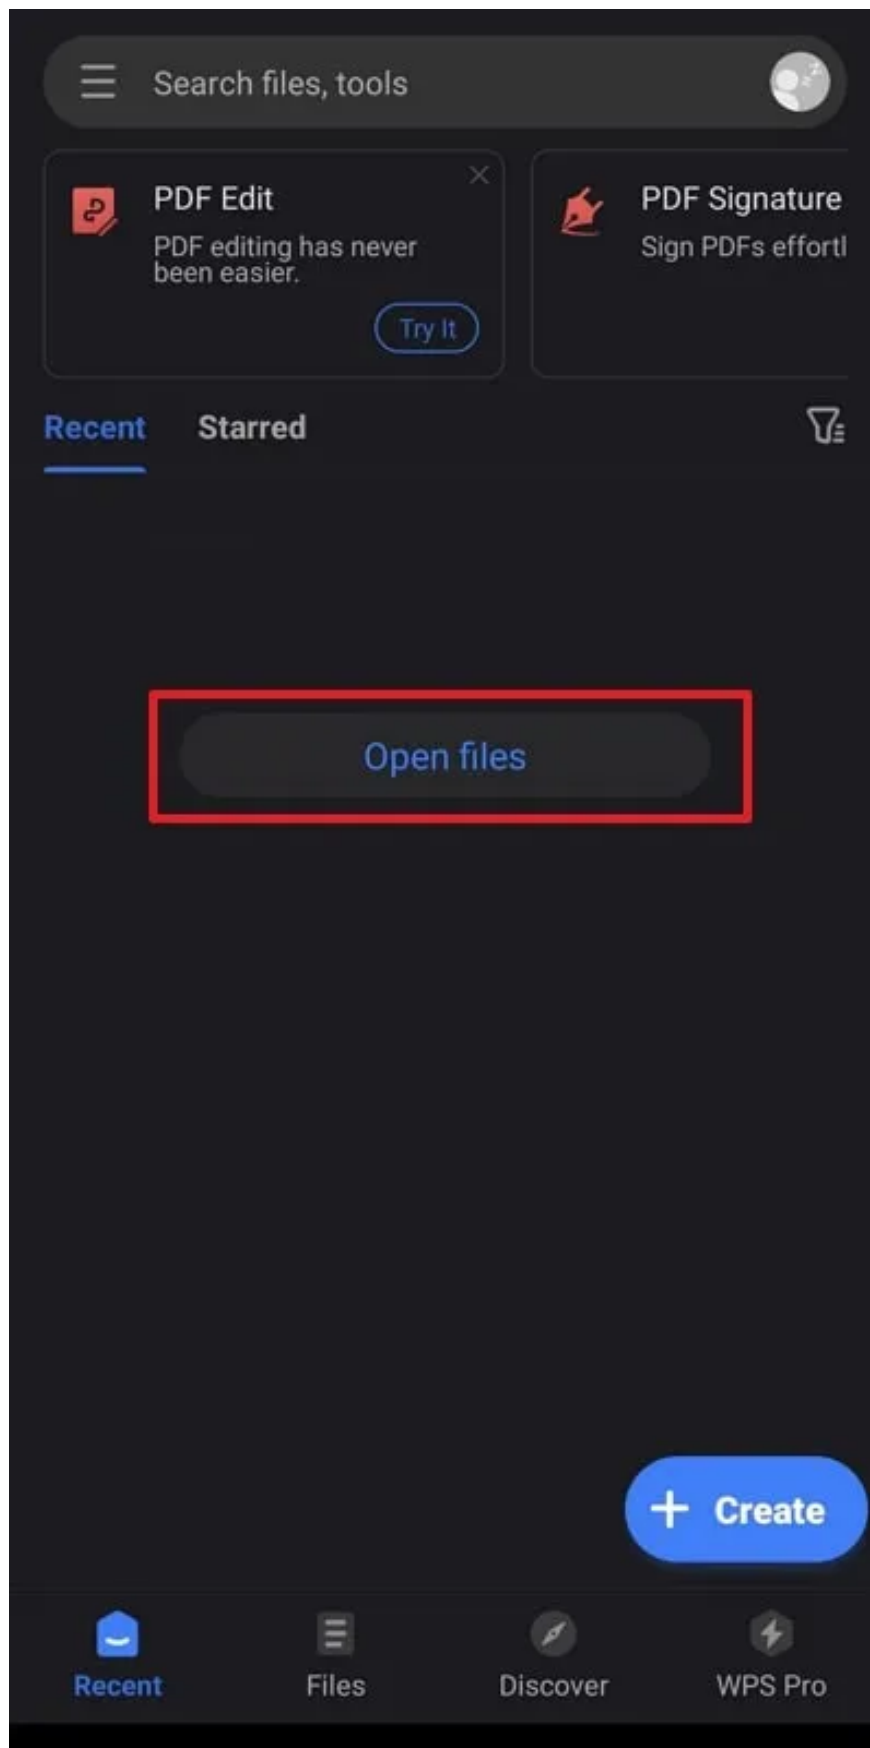 Search files, tools
PDF Edit
PDF editing has never
been easier.
Try It
PDF Signature
Sign PDFs effortl
Recent
Starred
Open files
Create
Recent
Files
Discover
WPS Pro